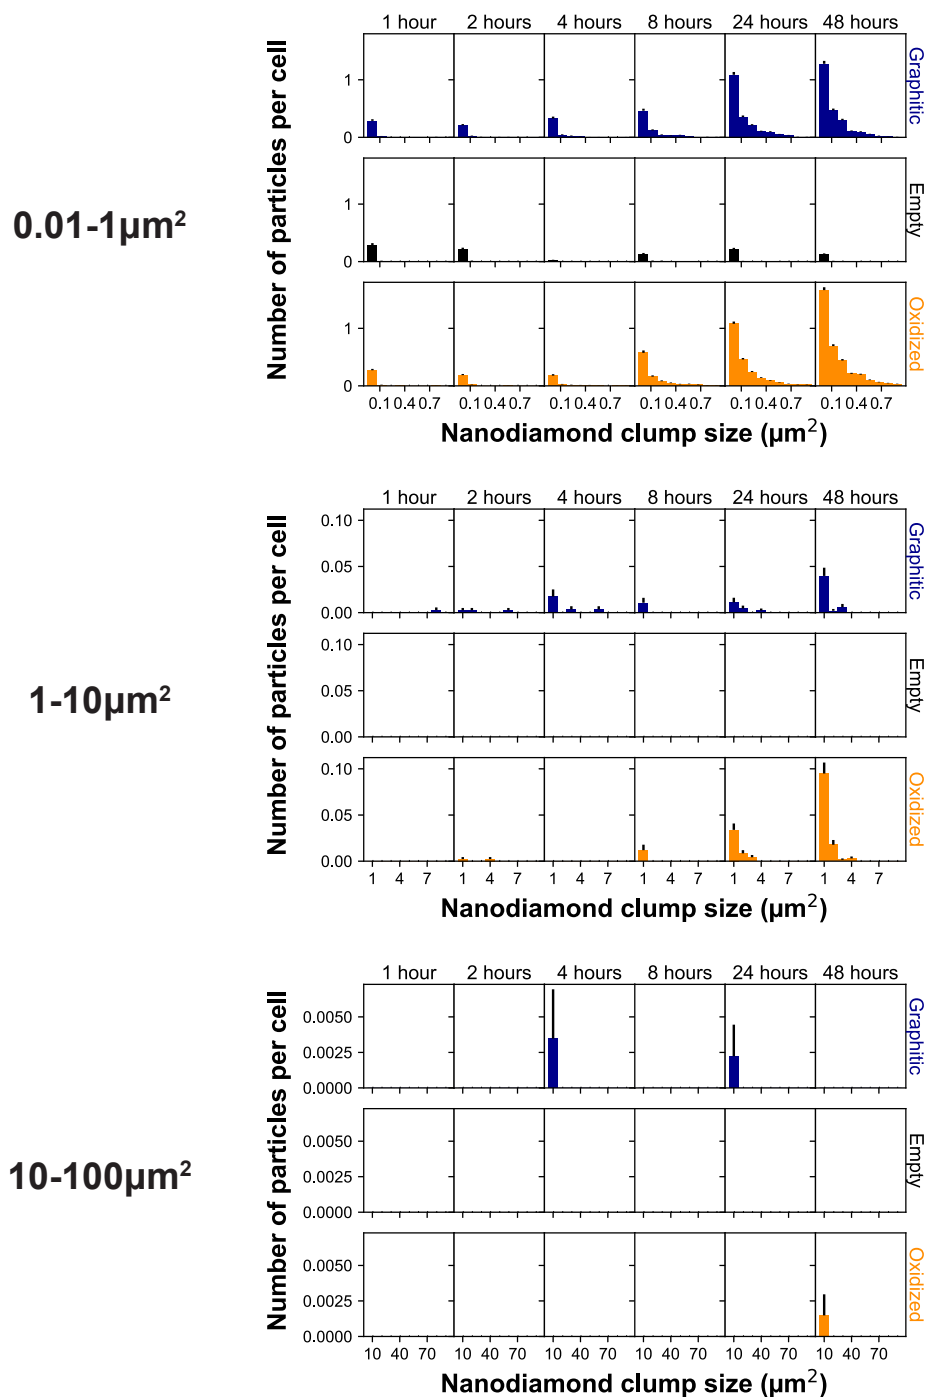 0.01-1µm²
Number of particles per cell
1 hour 2 hours 4 hours 8 hours 24 hours 48 hours
1
0
Graphitic
1
0
Empty
1
0
Oxidized
0.1 0.4 0.7 0.1 0.4 0.7 0.1 0.4 0.7 0.1 0.4 0.7 0.1 0.4 0.7 0.1 0.4 0.7
Nanodiamond clump size (µm²)
1-10µm²
Number of particles per cell
1 hour 2 hours 4 hours 8 hours 24 hours 48 hours
0.10
0.05
0.00
Graphitic
0.10
0.05
0.00
Empty
0.10
0.05
0.00
Oxidized
1 4 7 1 4 7 1 4 7 1 4 7 1 4 7 1 4 7
Nanodiamond clump size (µm²)
10-100µm²
Number of particles per cell
1 hour 2 hours 4 hours 8 hours 24 hours 48 hours
0.0050
0.0025
0.0000
Graphitic
0.0050
0.0025
0.0000
Empty
0.0050
0.0025
0.0000
Oxidized
10 40 70 10 40 70 10 40 70 10 40 70 10 40 70 10 40 70
Nanodiamond clump size (µm²)